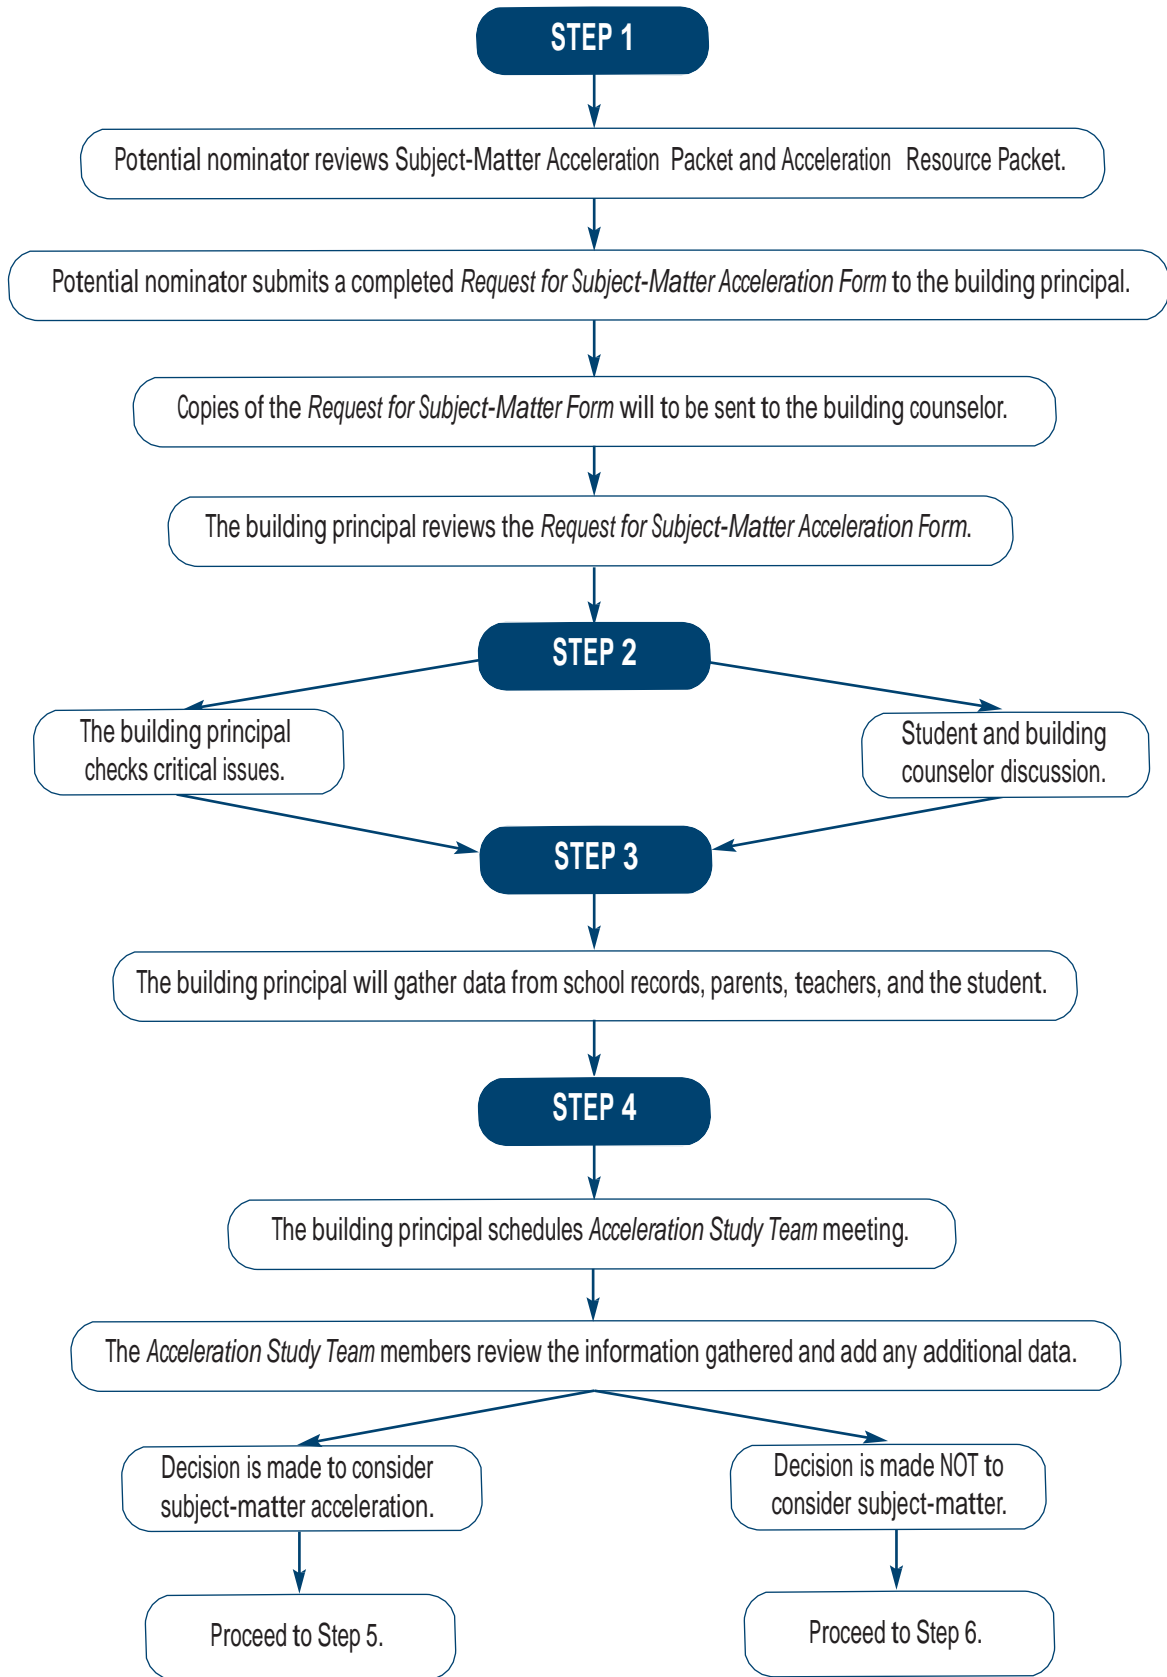 STEP 1
Potential nominator reviews Subject-Matter Acceleration Packet and Acceleration Resource Packet.
Potential nominator submits a completed Request for Subject-Matter Acceleration Form to the building principal.
Copies of the Request for Subject-Matter Form will to be sent to the building counselor.
The building principal reviews the Request for Subject-Matter Acceleration Form.
STEP 2
The building principal
checks critical issues.
Student and building
counselor discussion.
STEP 3
The building principal will gather data from school records, parents, teachers, and the student.
STEP 4
The building principal schedules Acceleration Study Team meeting.
The Acceleration Study Team members review the information gathered and add any additional data.
Decision is made to consider
subject-matter acceleration.
Decision is made NOT to
consider subject-matter.
Proceed to Step 5.
Proceed to Step 6.